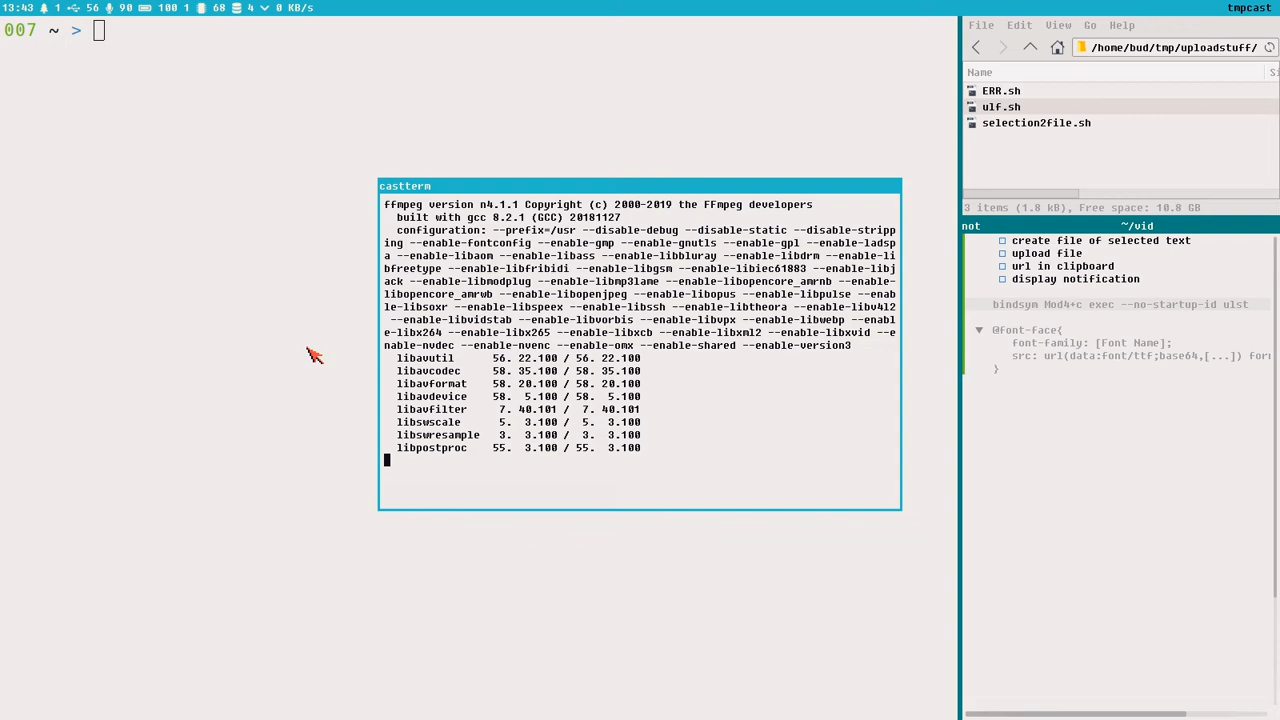 13:43 1 56 90 100 1 68 4 0 KB/s
tmpcast
007 ~ >
File Edit View Go Help
/home/bud/tmp/uploadstuff/
Name Si
ERR.sh
ulf.sh
selection2file.sh
3 items (1.8 kB), Free space: 10.8 GB
castterm
ffmpeg version n4.1.1 Copyright (c) 2000-2019 the FFmpeg developers
built with gcc 8.2.1 (GCC) 20181127
configuration: --prefix=/usr --disable-debug --disable-static --disable-stripp
ing --enable-fontconfig --enable-gmp --enable-gnutls --enable-gpl --enable-ladsp
a --enable-libaom --enable-libass --enable-libbluray --enable-libdrm --enable-li
bfreetype --enable-libfribidi --enable-libgsm --enable-libiec61883 --enable-libj
ack --enable-libmodplug --enable-libmp3lame --enable-libopencore_amrnb --enable-
libopencore_amrwb --enable-libopenjpeg --enable-libopus --enable-libpulse --enab
le-libsoxr --enable-libspeex --enable-libssh --enable-libtheora --enable-libv4l2
--enable-libvidstab --enable-libvorbis --enable-libvpx --enable-libwebp --enabl
e-libx264 --enable-libx265 --enable-libxcb --enable-libxml2 --enable-libxvid --e
nable-nvdec --enable-nvenc --enable-omx --enable-shared --enable-version3
libavutil 56. 22.100 / 56. 22.100
libavcodec 58. 35.100 / 58. 35.100
libavformat 58. 20.100 / 58. 20.100
libavdevice 58. 5.100 / 58. 5.100
libavfilter 7. 40.101 / 7. 40.101
libswscale 5. 3.100 / 5. 3.100
libswresample 3. 3.100 / 3. 3.100
libpostproc 55. 3.100 / 55. 3.100
not ~/vid
create file of selected text
upload file
url in clipboard
display notification
bindsym Mod4+c exec --no-startup-id ulst
@font-face{
font-family: [Font Name];
src: url(data:font/ttf;base64,[...]) for
}